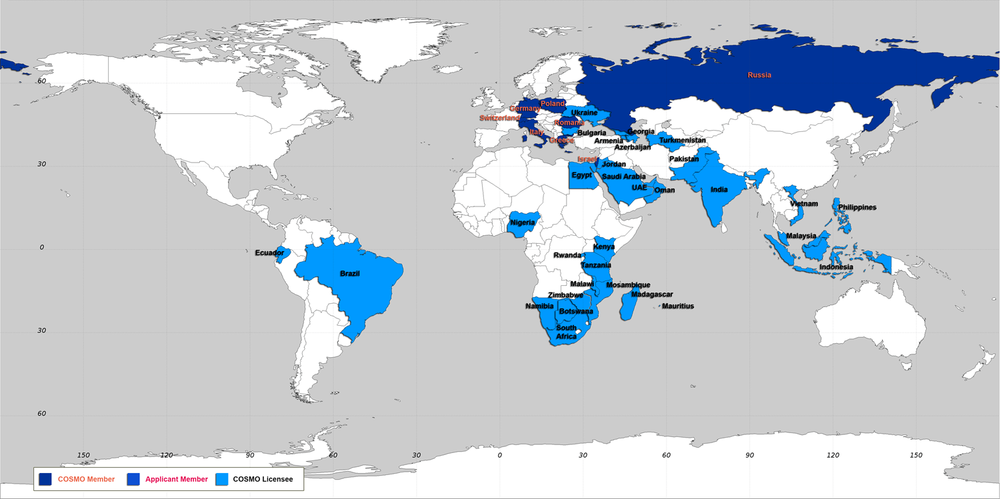 Russia
60
Poland
Germany
Ukraine
Switzerland
Romania
Italy
Bulgaria
Georgia
Greece
Armenia
Turkmenistan
Azerbaijan
Israel
Pakistan
30
Jordan
Egypt
Saudi Arabia
UAE
Oman
India
Vietnam
Philippines
Nigeria
Malaysia
0
Ecuador
Kenya
Rwanda
Tanzania
Indonesia
Brazil
Malawi
Mosambique
Zimbabwe
Madagascar
Namibia
Botswana
Mauritius
30
South
Africa
60
150 120 90 60 30 0 30 60 90 120 150
COSMO Member Applicant Member COSMO Licensee